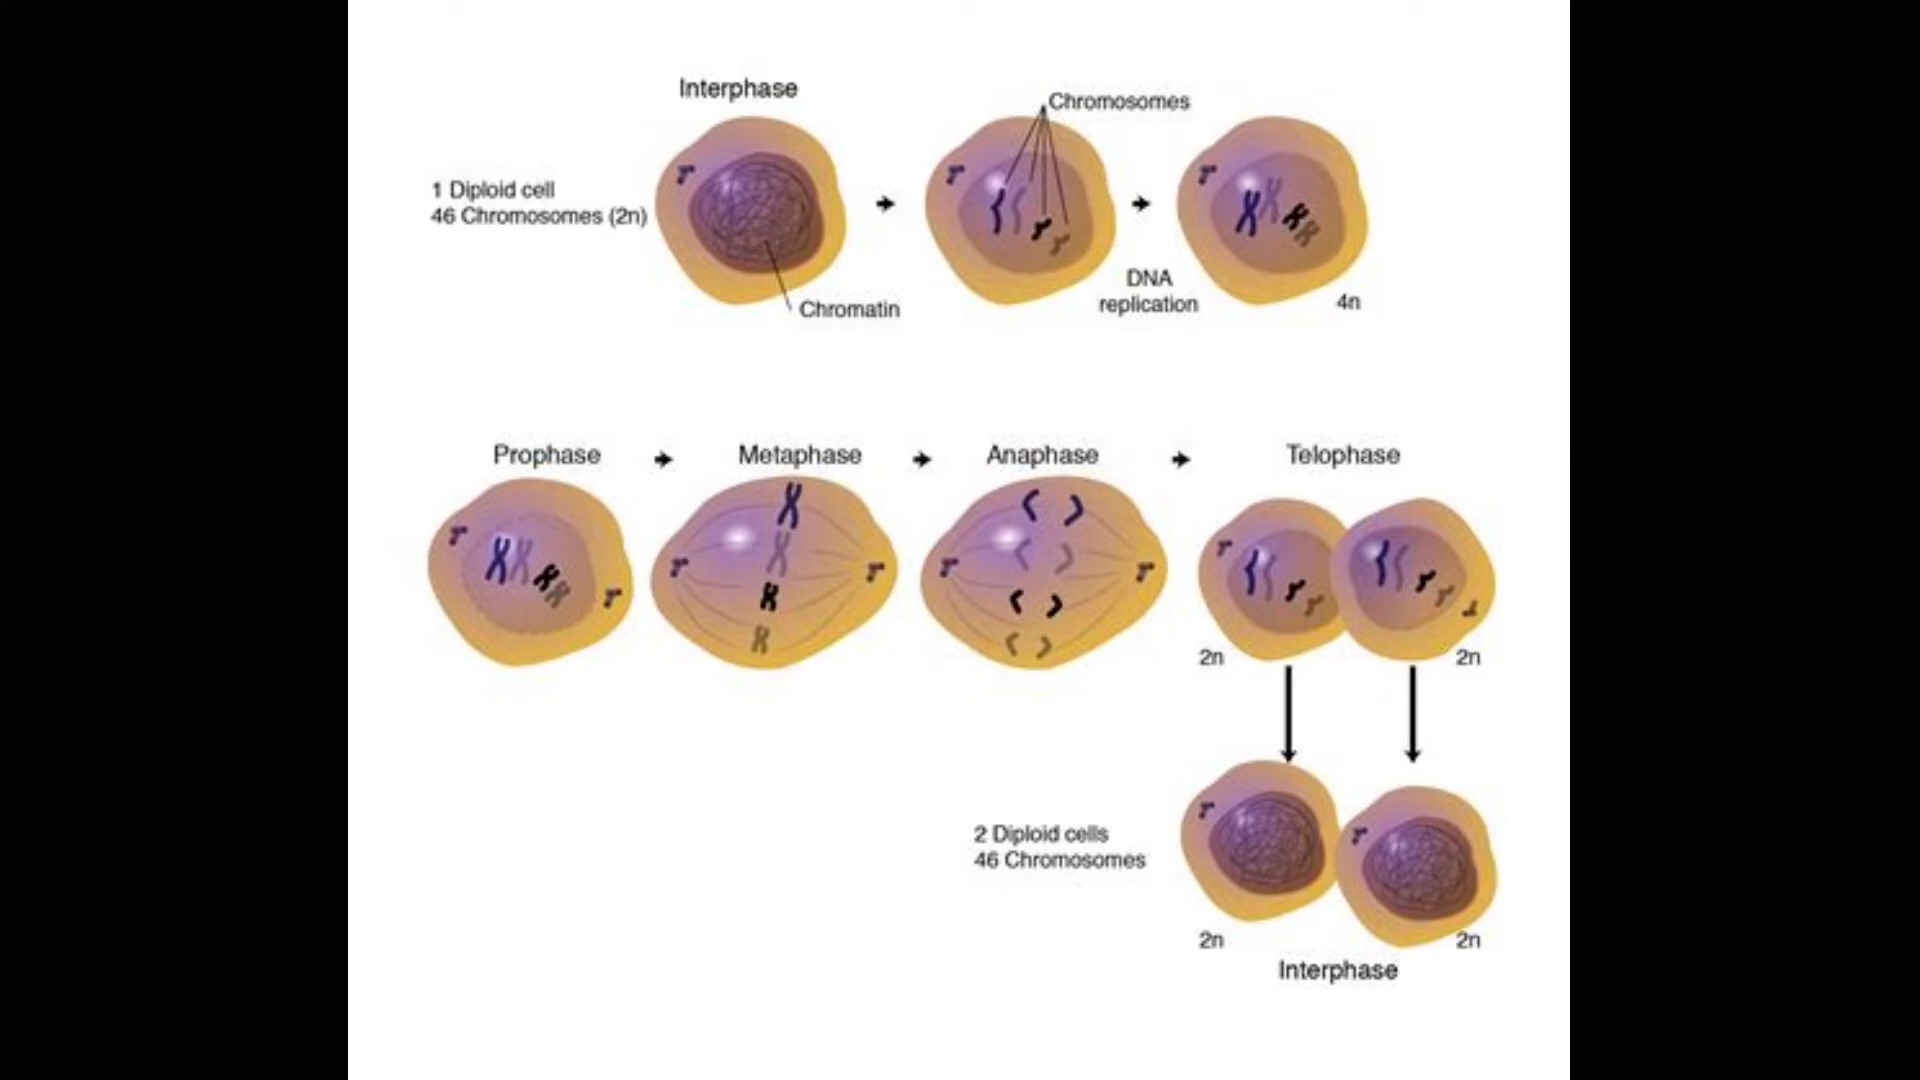 Interphase
Chromosomes
1 Diploid cell
46 Chromosomes (2n)
DNA
replication
4n
Chromatin
Prophase
Metaphase
Anaphase
Telophase
2n
2n
2 Diploid cells
46 Chromosomes
2n
2n
Interphase